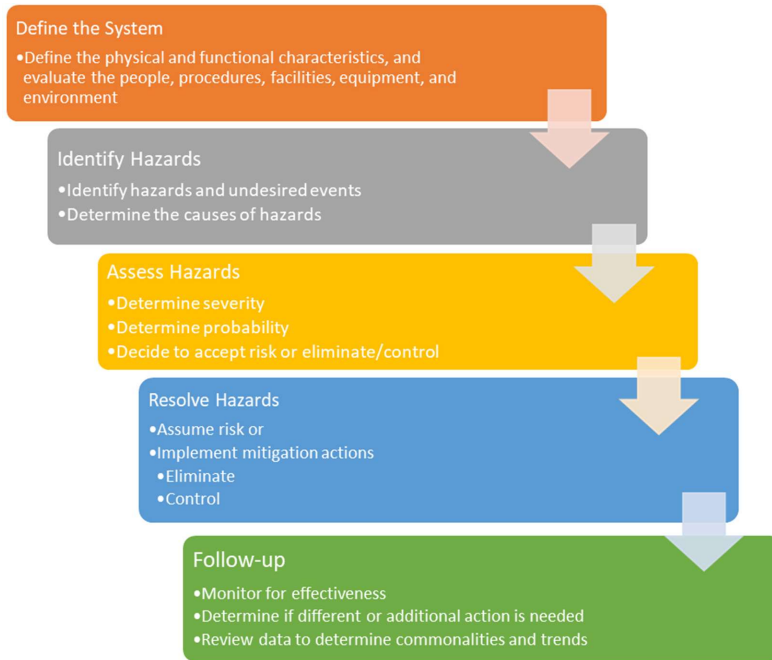 Define the System
•Define the physical and functional characteristics, and
evaluate the people, procedures, facilities, equipment, and
environment
Identify Hazards
•Identify hazards and undesired events
•Determine the causes of hazards
Assess Hazards
•Determine severity
•Determine probability
•Decide to accept risk or eliminate/control
Resolve Hazards
•Assume risk or
•Implement mitigation actions
•Eliminate
•Control
Follow-up
•Monitor for effectiveness
•Determine if different or additional action is needed
•Review data to determine commonalities and trends